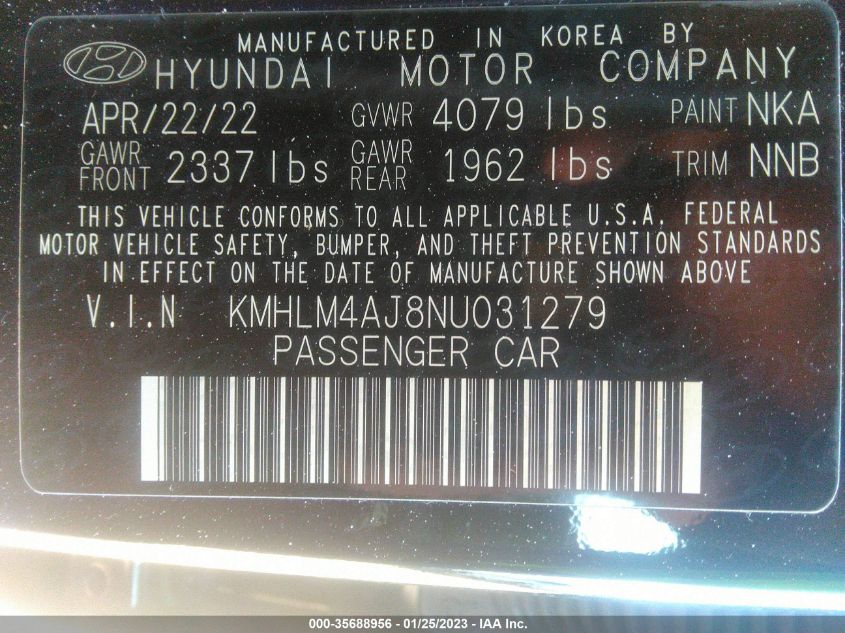 MANUFACTURED IN KOREA BY
HYUNDAI MOTOR COMPANY
APR/22/22 GVWR 4079 lbs PAINT NKA
GAWR FRONT 2337 lbs GAWR REAR 1962 lbs TRIM NNB
THIS VEHICLE CONFORMS TO ALL APPLICABLE U.S.A. FEDERAL
MOTOR VEHICLE SAFETY, BUMPER, AND THEFT PREVENTION STANDARDS
IN EFFECT ON THE DATE OF MANUFACTURE SHOWN ABOVE
V.I.N KMHLM4AJ8NU031279
PASSENGER CAR
000-35688956 - 01/25/2023 - IAA Inc.